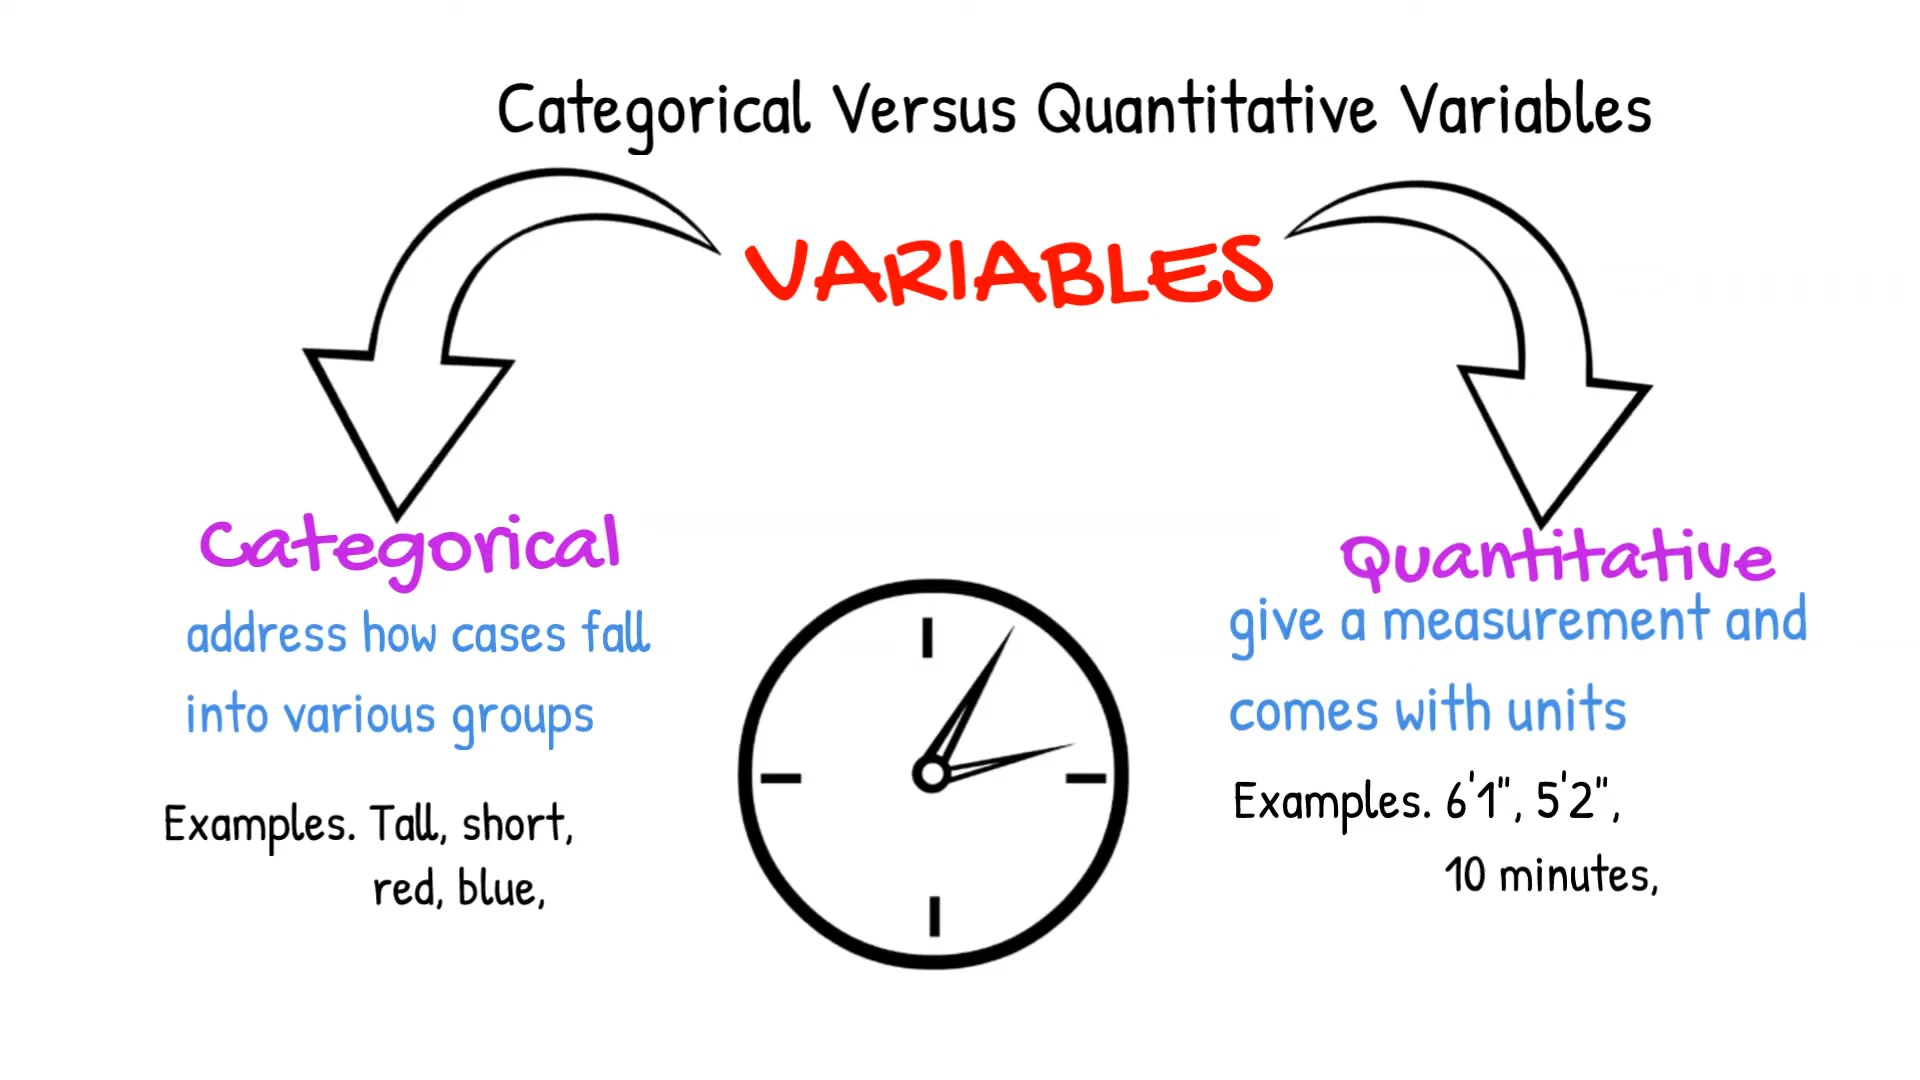 Categorical Versus Quantitative Variables
VARIABLES
Categorical
address how cases fall
into various groups
Examples. Tall, short,
red, blue,
Quantitative
give a measurement and
comes with units
Examples. 6'1", 5'2",
10 minutes,